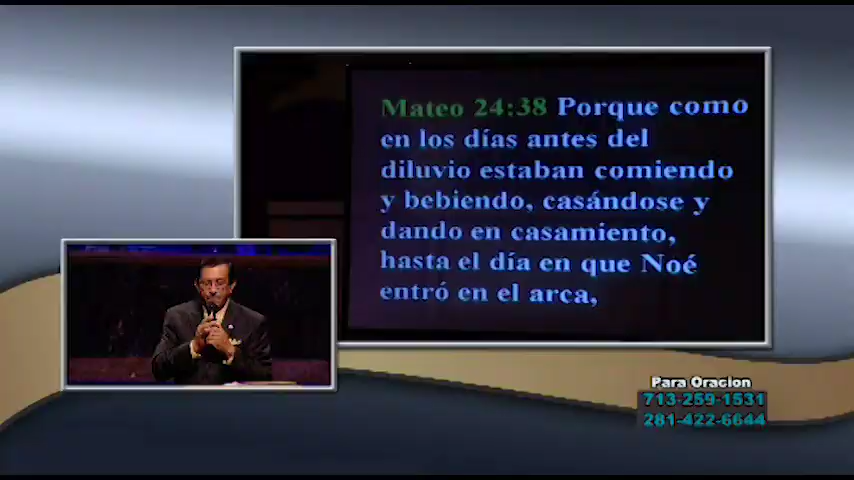 Mateo 24:38 Porque como
en los días antes del
diluvio estaban comiendo
y bebiendo, casándose y
dando en casamiento,
hasta el día en que Noé
entró en el arca,
Para Oracion
713-259-1531
281-422-6644